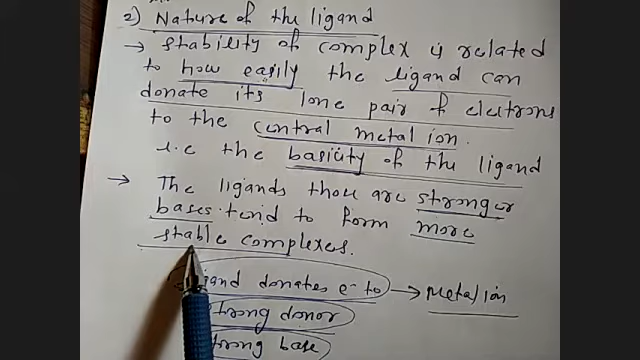 2) Nature of the ligand
→ stability of complex is related
to how easily the ligand can
donate its lone pair of electrons
to the central metal ion.
i.e the basicity of the ligand
→ The ligands those are stronger
bases tend to form more
stable complexes.
donates e- to → Metal ion
donor
base